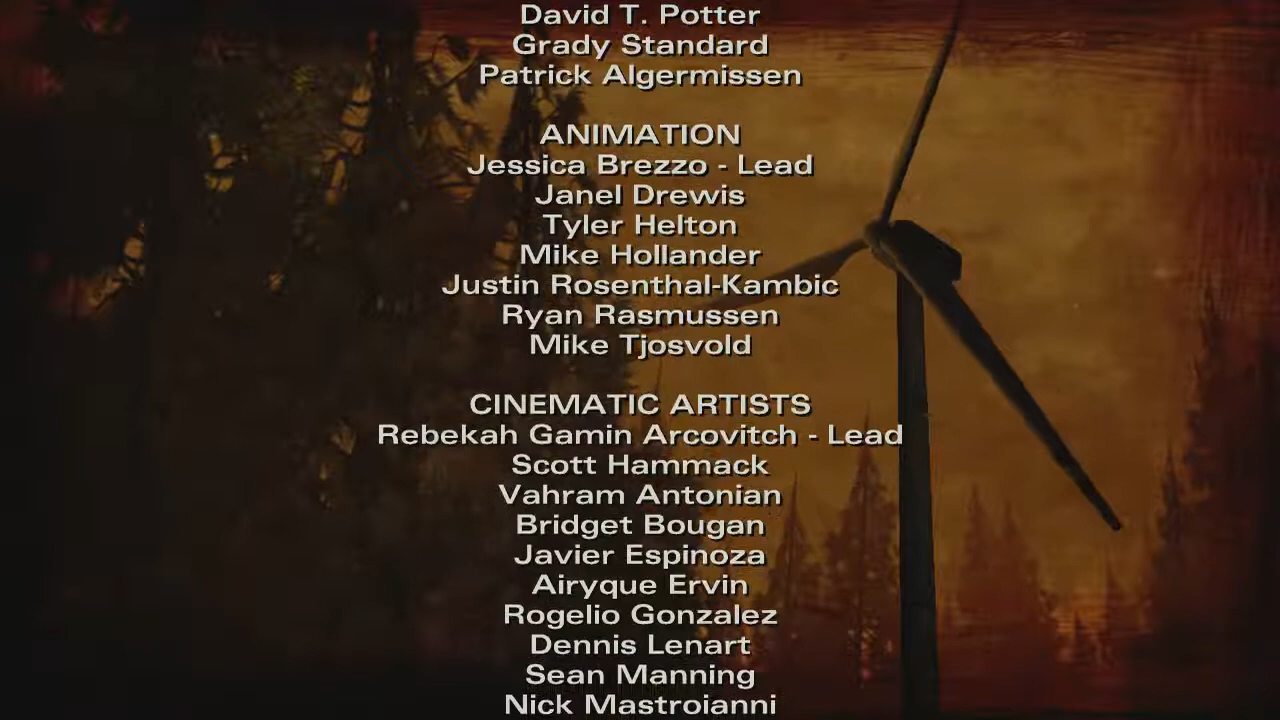 David T. Potter
Grady Standard
Patrick Algermissen
ANIMATION
Jessica Brezzo - Lead
Janel Drewis
Tyler Helton
Mike Hollander
Justin Rosenthal-Kambic
Ryan Rasmussen
Mike Tjosvold
CINEMATIC ARTISTS
Rebekah Gamin Arcovitch - Lead
Scott Hammack
Vahram Antonian
Bridget Bougan
Javier Espinoza
Airyque Ervin
Rogelio Gonzalez
Dennis Lenart
Sean Manning
Nick Mastroianni